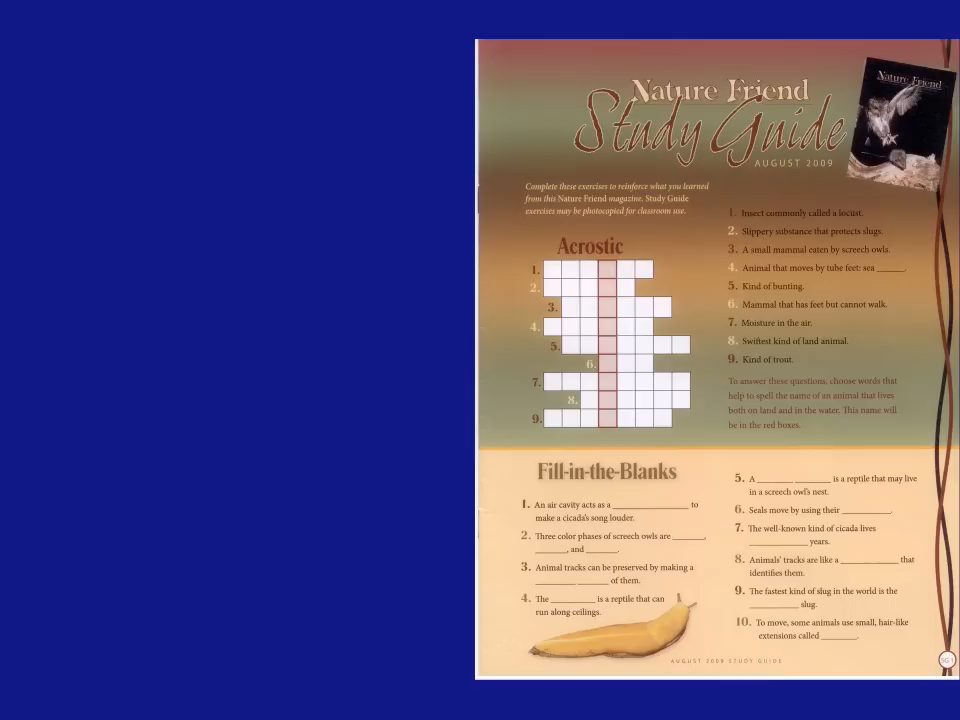 Nature Friend
Study Guide
AUGUST 2009
Nature Friend
Complete these exercises to reinforce what you learned
from this Nature Friend magazine. Study Guide
exercises may be photocopied for classroom use.
Acrostic
1.
2.
3.
4.
5.
6.
7.
8.
9.
1. Insect commonly called a locust.
2. Slippery substance that protects slugs.
3. A small mammal eaten by screech owls.
4. Animal that moves by tube feet: sea ______.
5. Kind of bunting.
6. Mammal that has feet but cannot walk.
7. Moisture in the air.
8. Swiftest kind of land animal.
9. Kind of trout.
To answer these questions, choose words that
help to spell the name of an animal that lives
both on land and in the water. This name will
be in the red boxes.
Fill-in-the-Blanks
1. An air cavity acts as a ________________ to
make a cicada's song louder.
2. Three color phases of screech owls are _______,
_______, and _______.
3. Animal tracks can be preserved by making a
_________ _______ of them.
4. The __________ is a reptile that can
run along ceilings.
5. A ________ ________ is a reptile that may live
in a screech owl's nest.
6. Seals move by using their ___________.
7. The well-known kind of cicada lives
_____________ years.
8. Animals' tracks are like a _____________ that
identifies them.
9. The fastest kind of slug in the world is the
___________ slug.
10. To move, some animals use small, hair-like
extensions called ________.
AUGUST 2009 STUDY GUIDE
SG 1